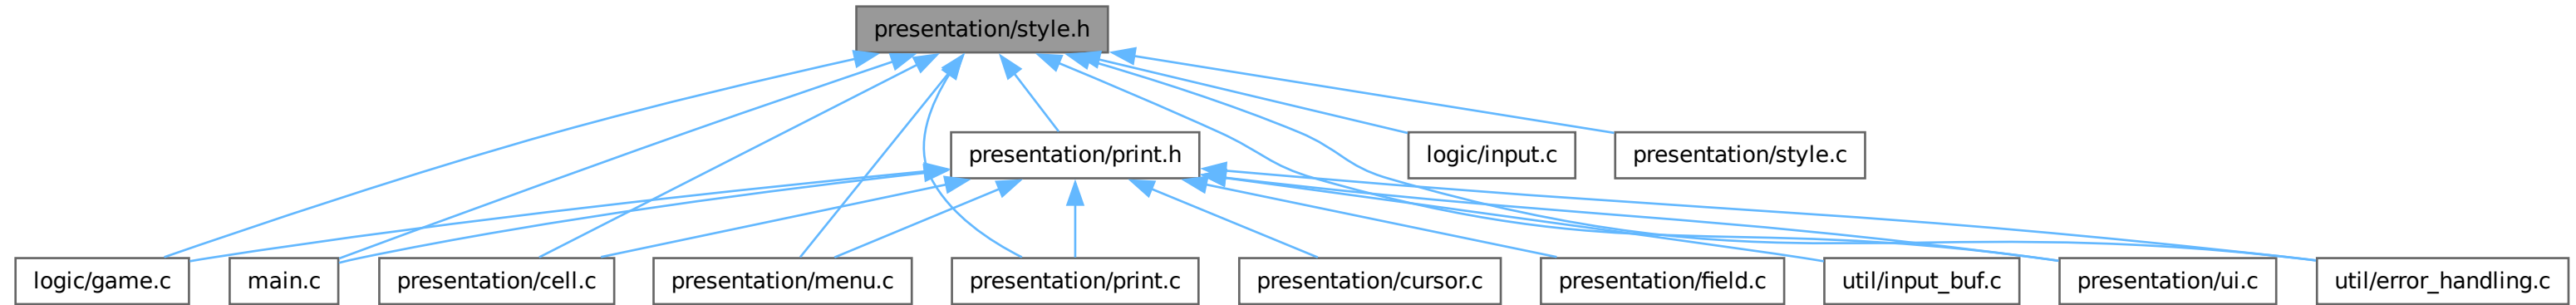 presentation/style.h
presentation/print.h
logic/input.c
presentation/style.c
logic/game.c
main.c
presentation/cell.c
presentation/menu.c
presentation/print.c
presentation/cursor.c
presentation/field.c
util/input_buf.c
presentation/ui.c
util/error_handling.c